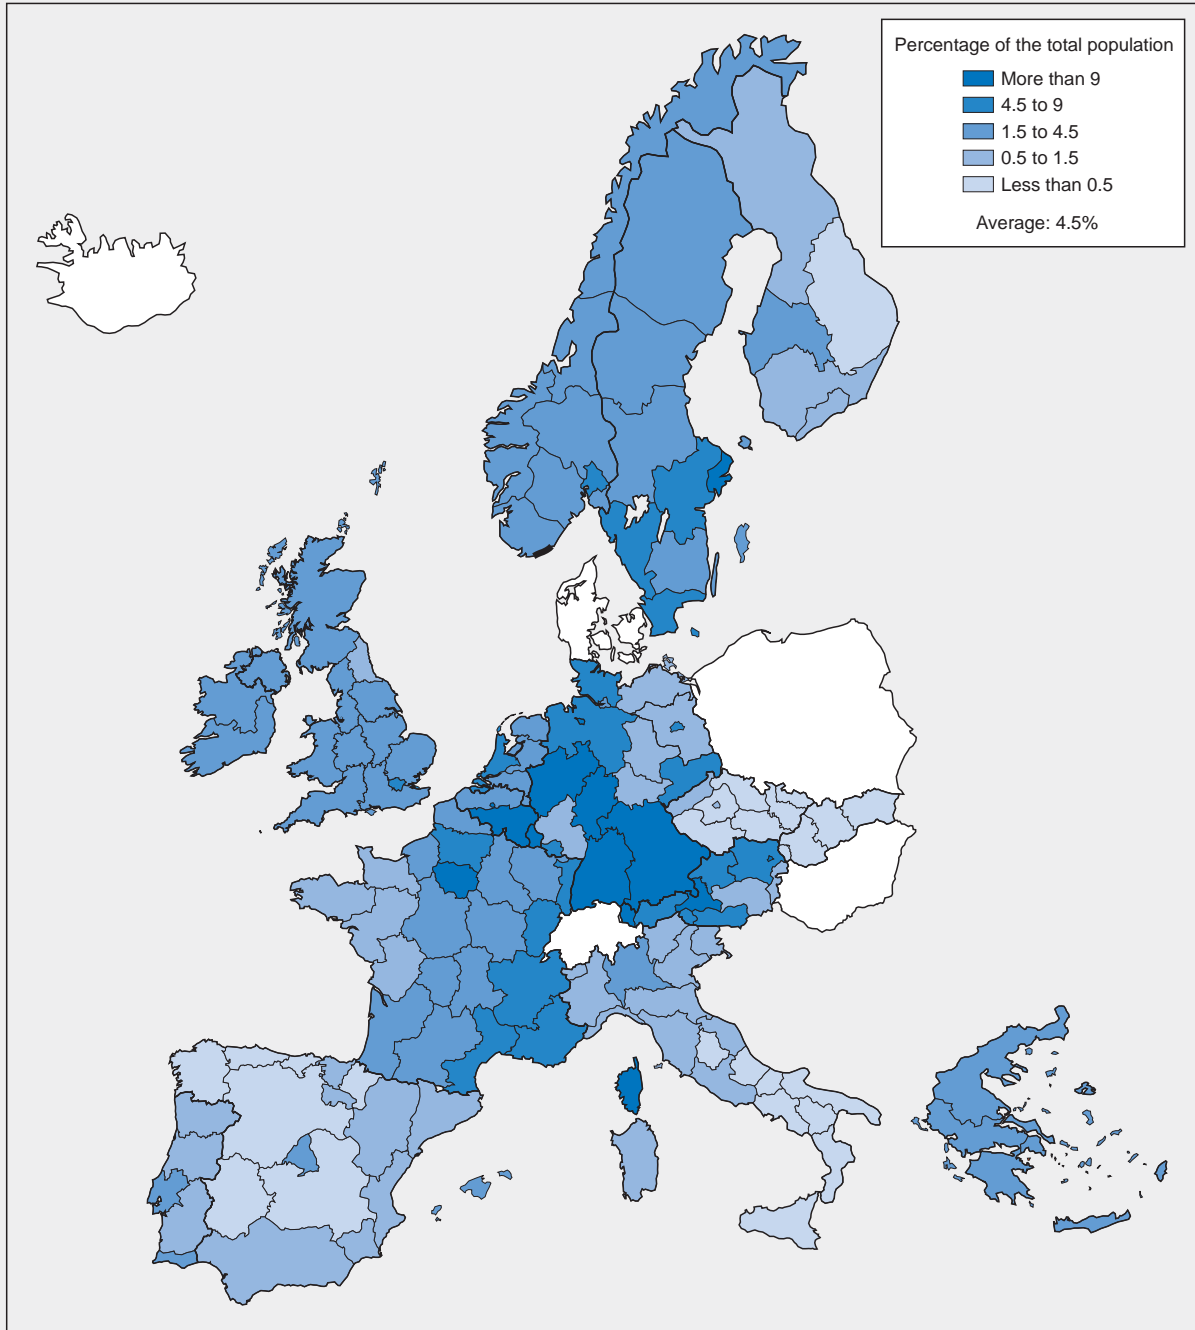 Percentage of the total population
More than 9
4.5 to 9
1.5 to 4.5
0.5 to 1.5
Less than 0.5
Average: 4.5%